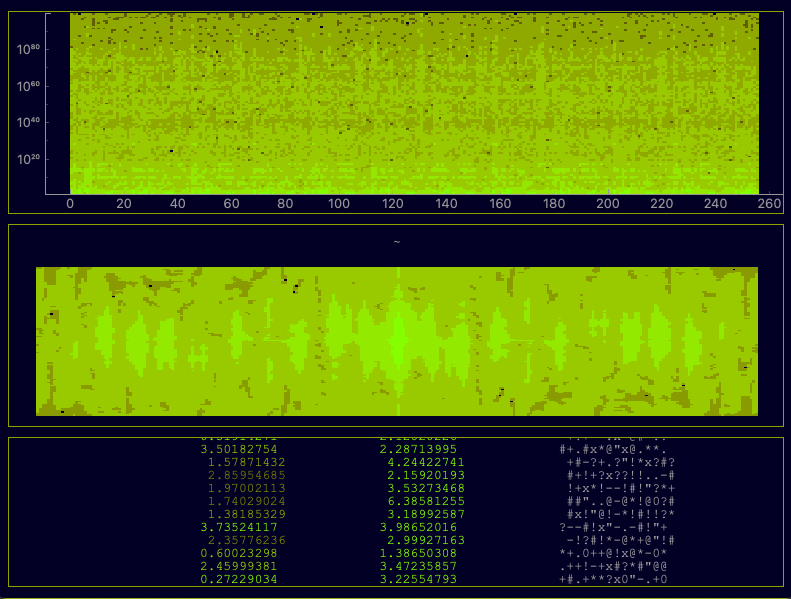 10⁸⁰
10⁶⁰
10⁴⁰
10²⁰
0 20 40 60 80 100 120 140 160 180 200 220 240 260
~
3.50182754 2.28713995 #+.#x*@"x@.**.
1.57871432 4.24422741 +#-?+.?"!*x?#?
2.85954685 2.15920193 #+!+?x??!!..-#
1.97002113 3.53273468 !+x*!--!#!"?*+
1.74029024 6.38581255 ##"..@-@*!@0?#
1.38185329 3.18992587 #x!"@!-*!#!!?*
3.73524117 3.98652016 ?--#!x"-.-#!"+
2.35776236 2.99927163 -!?#!*-@*+@"!#
0.60023298 1.38650308 *+.0++@!x@*-0*
2.45999381 3.47235857 .++!-+x#?*#"@@
0.27229034 3.22554793 +#.+**?x0"-.+0